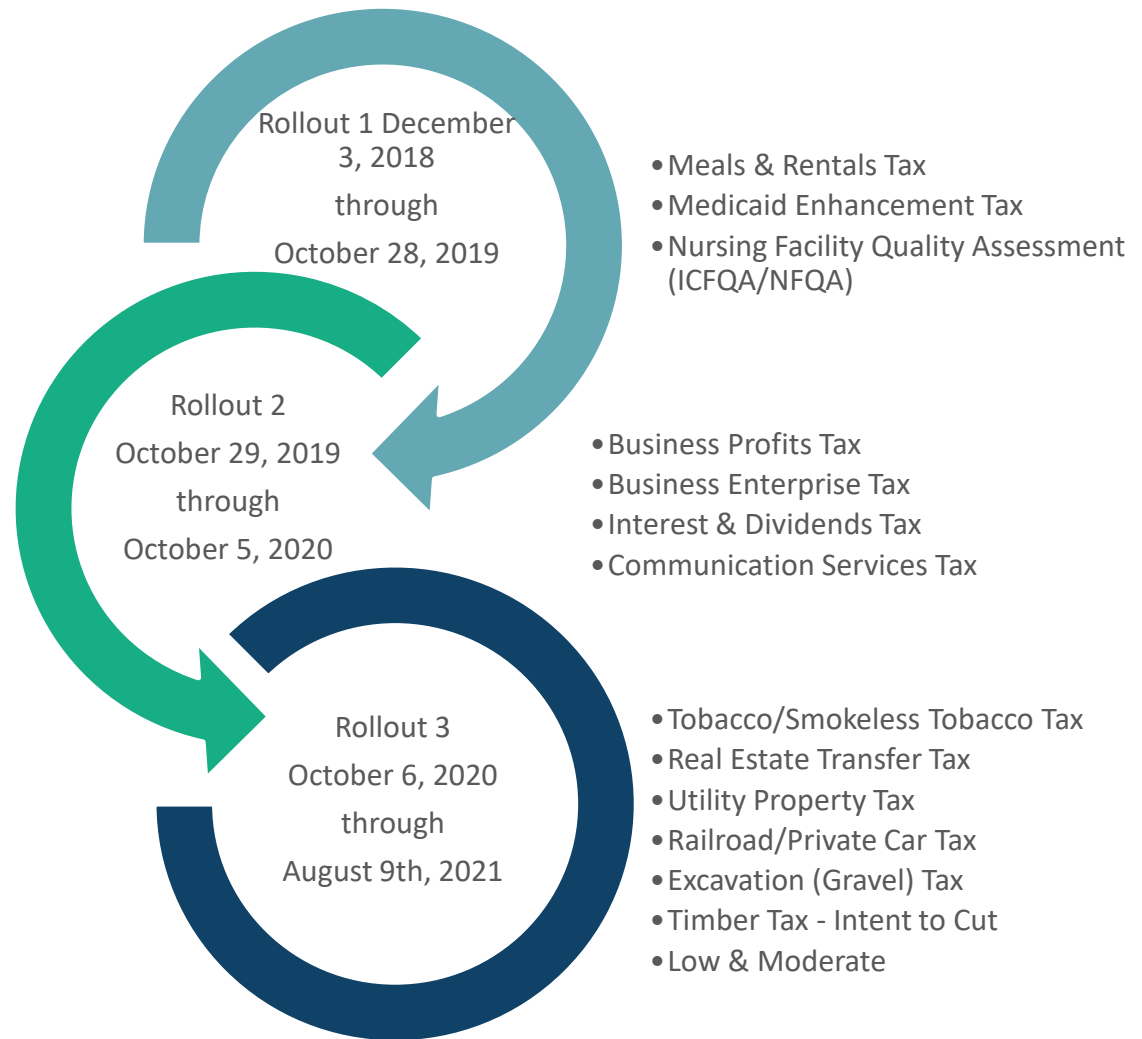 Rollout 1 December
3, 2018
through
October 28, 2019
•Meals & Rentals Tax
•Medicaid Enhancement Tax
•Nursing Facility Quality Assessment
(ICFQA/NFQA)
Rollout 2
October 29, 2019
through
October 5, 2020
•Business Profits Tax
•Business Enterprise Tax
•Interest & Dividends Tax
•Communication Services Tax
Rollout 3
October 6, 2020
through
August 9th, 2021
•Tobacco/Smokeless Tobacco Tax
•Real Estate Transfer Tax
•Utility Property Tax
•Railroad/Private Car Tax
•Excavation (Gravel) Tax
•Timber Tax - Intent to Cut
•Low & Moderate